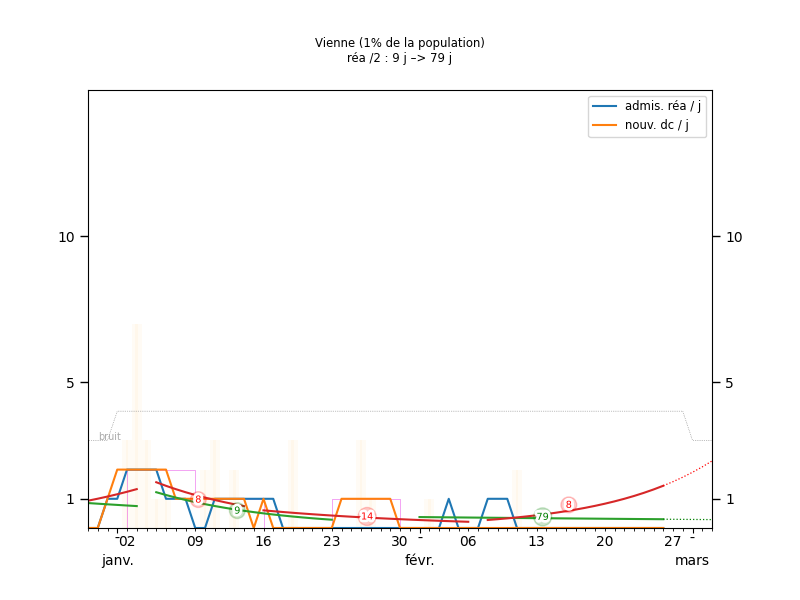 Vienne (1% de la population)
réa /2 : 9 j –> 79 j
admis. réa / j
nouv. dc / j
10
10
5
5
bruit
1
1
8
9
14
79
8
02
09
16
23
30
06
13
20
27
janv.
févr.
mars